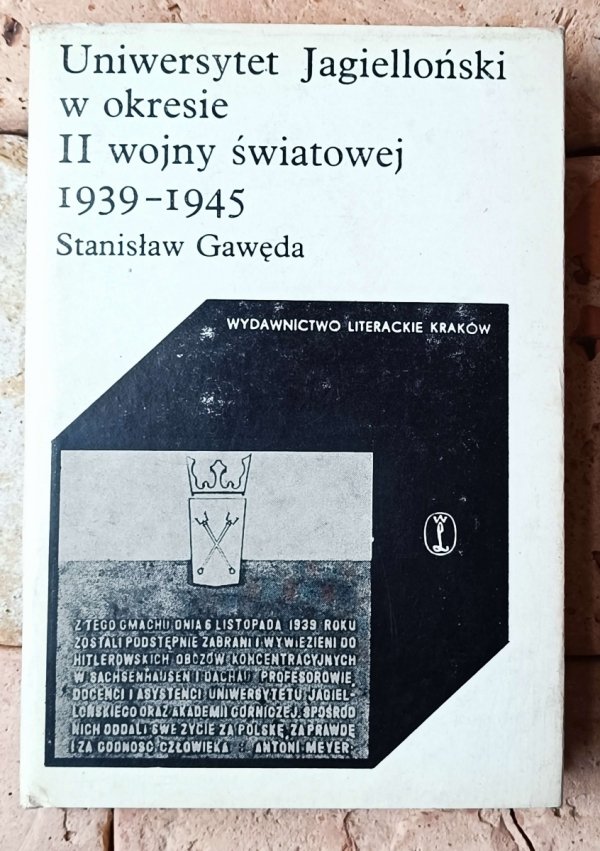 Uniwersytet Jagielloński
w okresie
II wojny światowej
1939-1945
Stanisław Gawęda
WYDAWNICTWO LITERACKIE KRAKÓW
WL
Z TEGO GMACHU DNIA 6 LISTOPADA 1939 ROKU
ZOSTALI PODSTĘPNIE ZABRANI I WYWIEZIENI DO
HITLEROWSKICH OBOZÓW KONCENTRACYJNYCH
W SACHSENHAUSEN I DACHAU PROFESOROWIE,
DOCENCI I ASYSTENCI UNIWERSYTETU JAGIEL-
LOŃSKIEGO ORAZ AKADEMII GÓRNICZEJ. SPOŚRÓD
NICH ODDALI SWE ŻYCIE ZA POLSKĘ, ZA PRAWDĘ
I ZA GODNOŚĆ CZŁOWIEKA ANTONI MEYER.